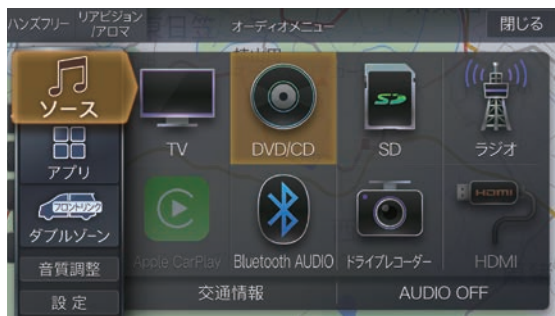 ハンズフリー
リアビジョン
/アロマ
オーディオメニュー
閉じる
ソース
アプリ
フロントリンク
ダブルゾーン
音質調整
設定
TV
DVD/CD
SD
ラジオ
Apple CarPlay
Bluetooth AUDIO
ドライブレコーダー
HDMI
HDMI
交通情報
AUDIO OFF